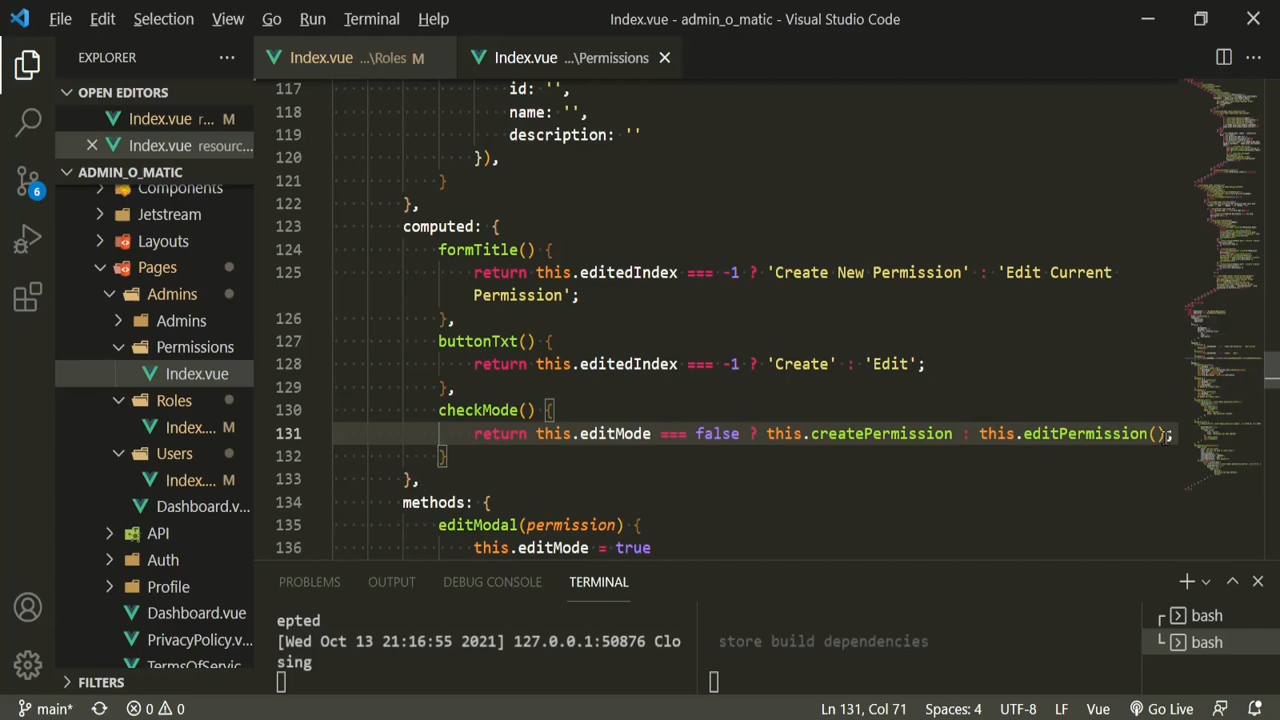 File Edit Selection View Go Run Terminal Help Index.vue - admin_o_matic - Visual Studio Code
EXPLORER
Index.vue ...\Roles M Index.vue ...\Permissions
OPEN EDITORS
Index.vue r... M
Index.vue resourc...
ADMIN_O_MATIC
Components
Jetstream
Layouts
Pages
Admins
Admins
Permissions
Index.vue
Roles
Index.... M
Users
Index.... M
Dashboard.v...
API
Auth
Profile
Dashboard.vue
PrivacyPolicy.v...
TermsOfServic
FILTERS
117 id: '',
118 name: '',
119 description: ''
120 }),
121 }
122 },
123 computed: {
124 formTitle() {
125 return this.editedIndex === -1 ? 'Create New Permission' : 'Edit Current
Permission';
126 },
127 buttonTxt() {
128 return this.editedIndex === -1 ? 'Create' : 'Edit';
129 },
130 checkMode() {
131 return this.editMode === false ? this.createPermission : this.editPermission();
132 }
133 },
134 methods: {
135 editModal(permission) {
136 this.editMode = true
PROBLEMS OUTPUT DEBUG CONSOLE TERMINAL
epted
[Wed Oct 13 21:16:55 2021] 127.0.0.1:50876 Clo
sing
store build dependencies
bash
bash
6
main* 0 0 Ln 131, Col 71 Spaces: 4 UTF-8 LF Vue Go Live